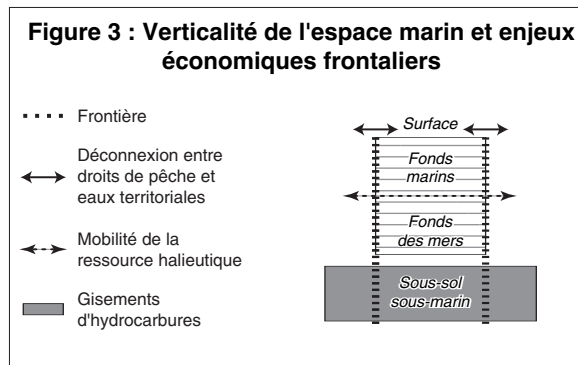 Figure 3 : Verticalité de l'espace marin et enjeux
économiques frontaliers
Frontière
Déconnexion entre
droits de pêche et
eaux territoriales
Mobilité de la
ressource halieutique
Gisements
d'hydrocarbures
Surface
Fonds
marins
Fonds
des mers
Sous-sol
sous-marin